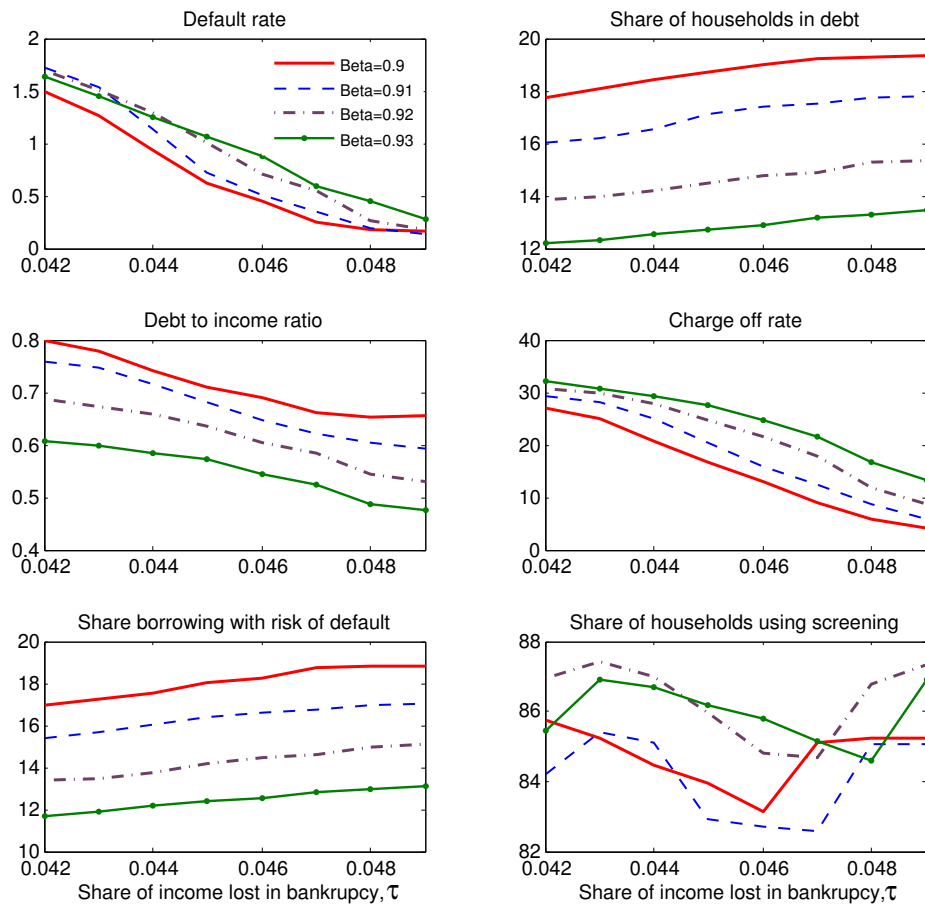 Default rate
2
1.5
1
0.5
0
0.042 0.044 0.046 0.048
Beta=0.9
Beta=0.91
Beta=0.92
Beta=0.93
Share of households in debt
20
18
16
14
12
0.042 0.044 0.046 0.048
Debt to income ratio
0.8
0.7
0.6
0.5
0.4
0.042 0.044 0.046 0.048
Charge off rate
40
30
20
10
0
0.042 0.044 0.046 0.048
Share borrowing with risk of default
20
18
16
14
12
10
0.042 0.044 0.046 0.048
Share of income lost in bankrupcy, τ
Share of households using screening
88
86
84
82
0.042 0.044 0.046 0.048
Share of income lost in bankrupcy,τ